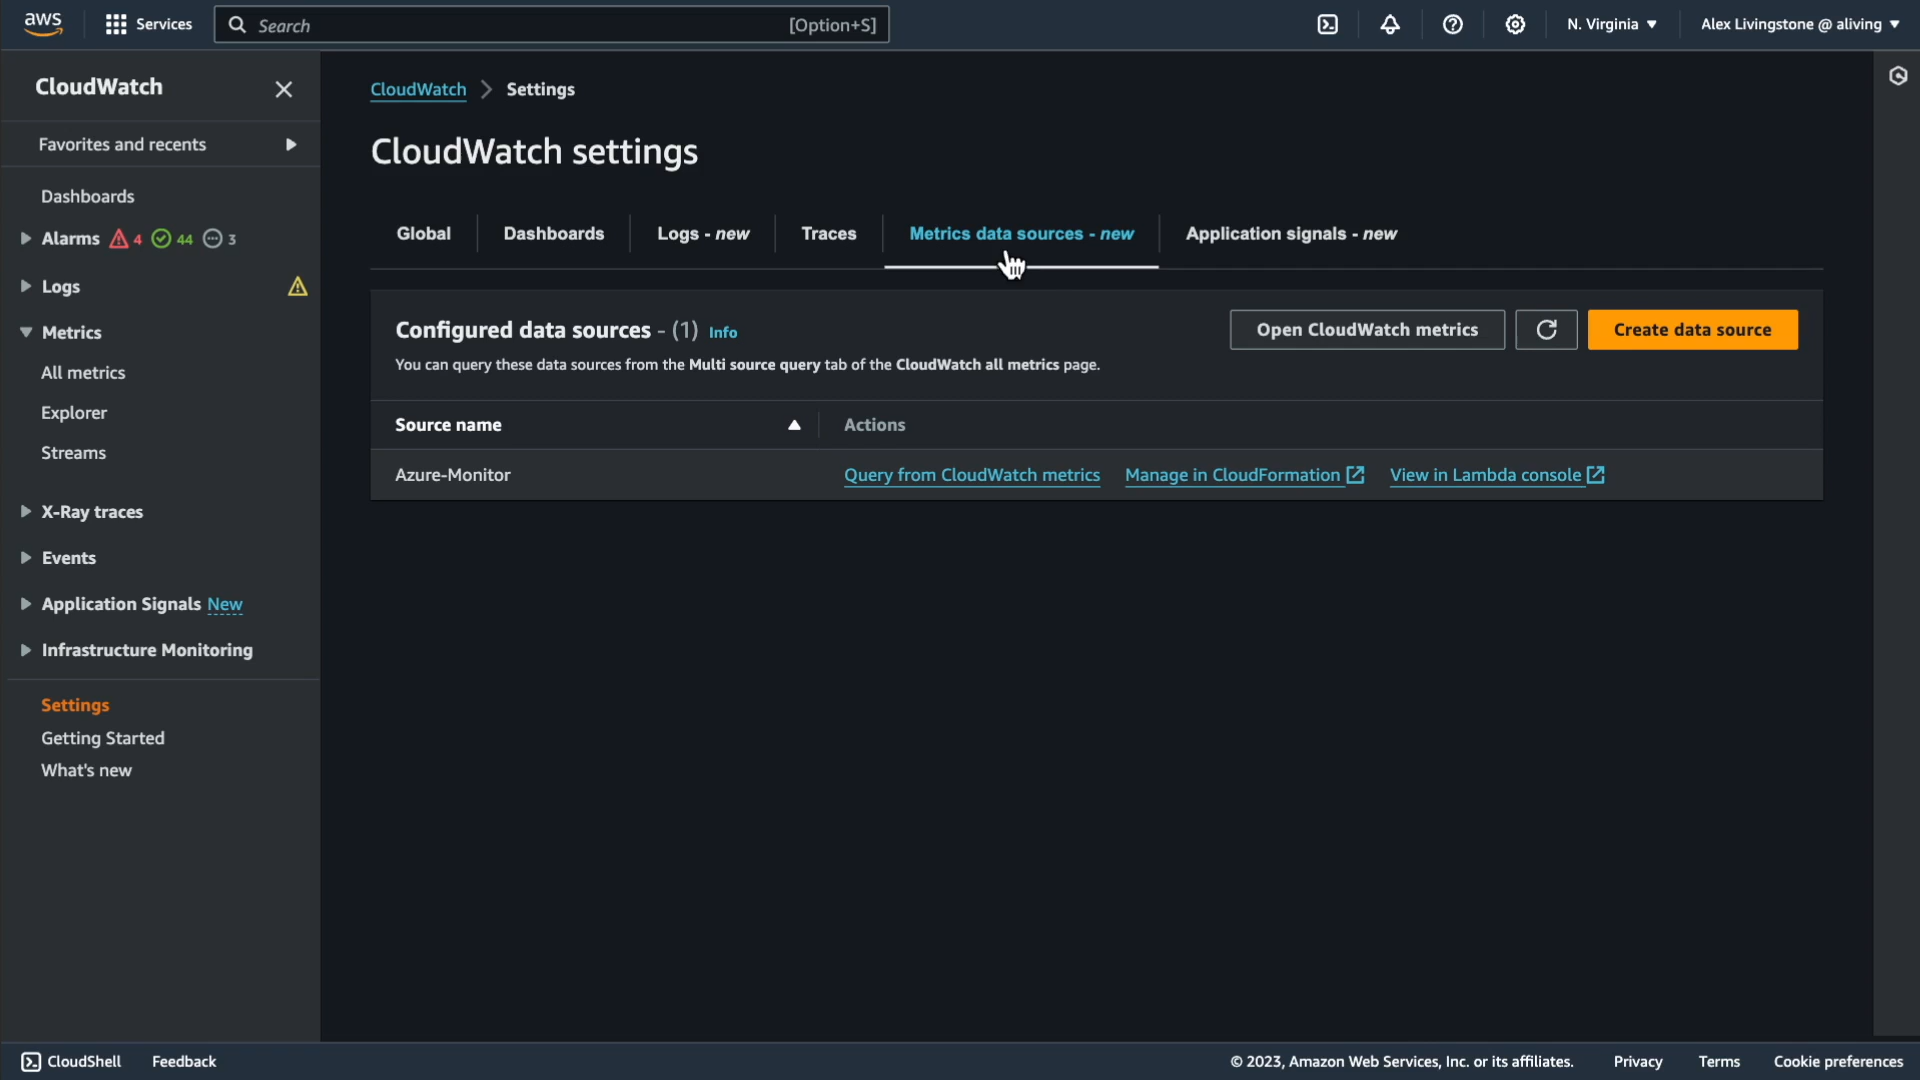 aws Services Search [Option+S] N. Virginia Alex Livingstone @ aliving
CloudWatch
Favorites and recents
Dashboards
Alarms 4 44 3
Logs
Metrics
All metrics
Explorer
Streams
X-Ray traces
Events
Application Signals New
Infrastructure Monitoring
Settings
Getting Started
What's new
CloudWatch Settings
CloudWatch settings
Global Dashboards Logs - new Traces Metrics data sources - new Application signals - new
Configured data sources - (1) Info Open CloudWatch metrics Create data source
You can query these data sources from the Multi source query tab of the CloudWatch all metrics page.
Source name Actions
Azure-Monitor Query from CloudWatch metrics Manage in CloudFormation View in Lambda console
CloudShell Feedback © 2023, Amazon Web Services, Inc. or its affiliates. Privacy Terms Cookie preferences